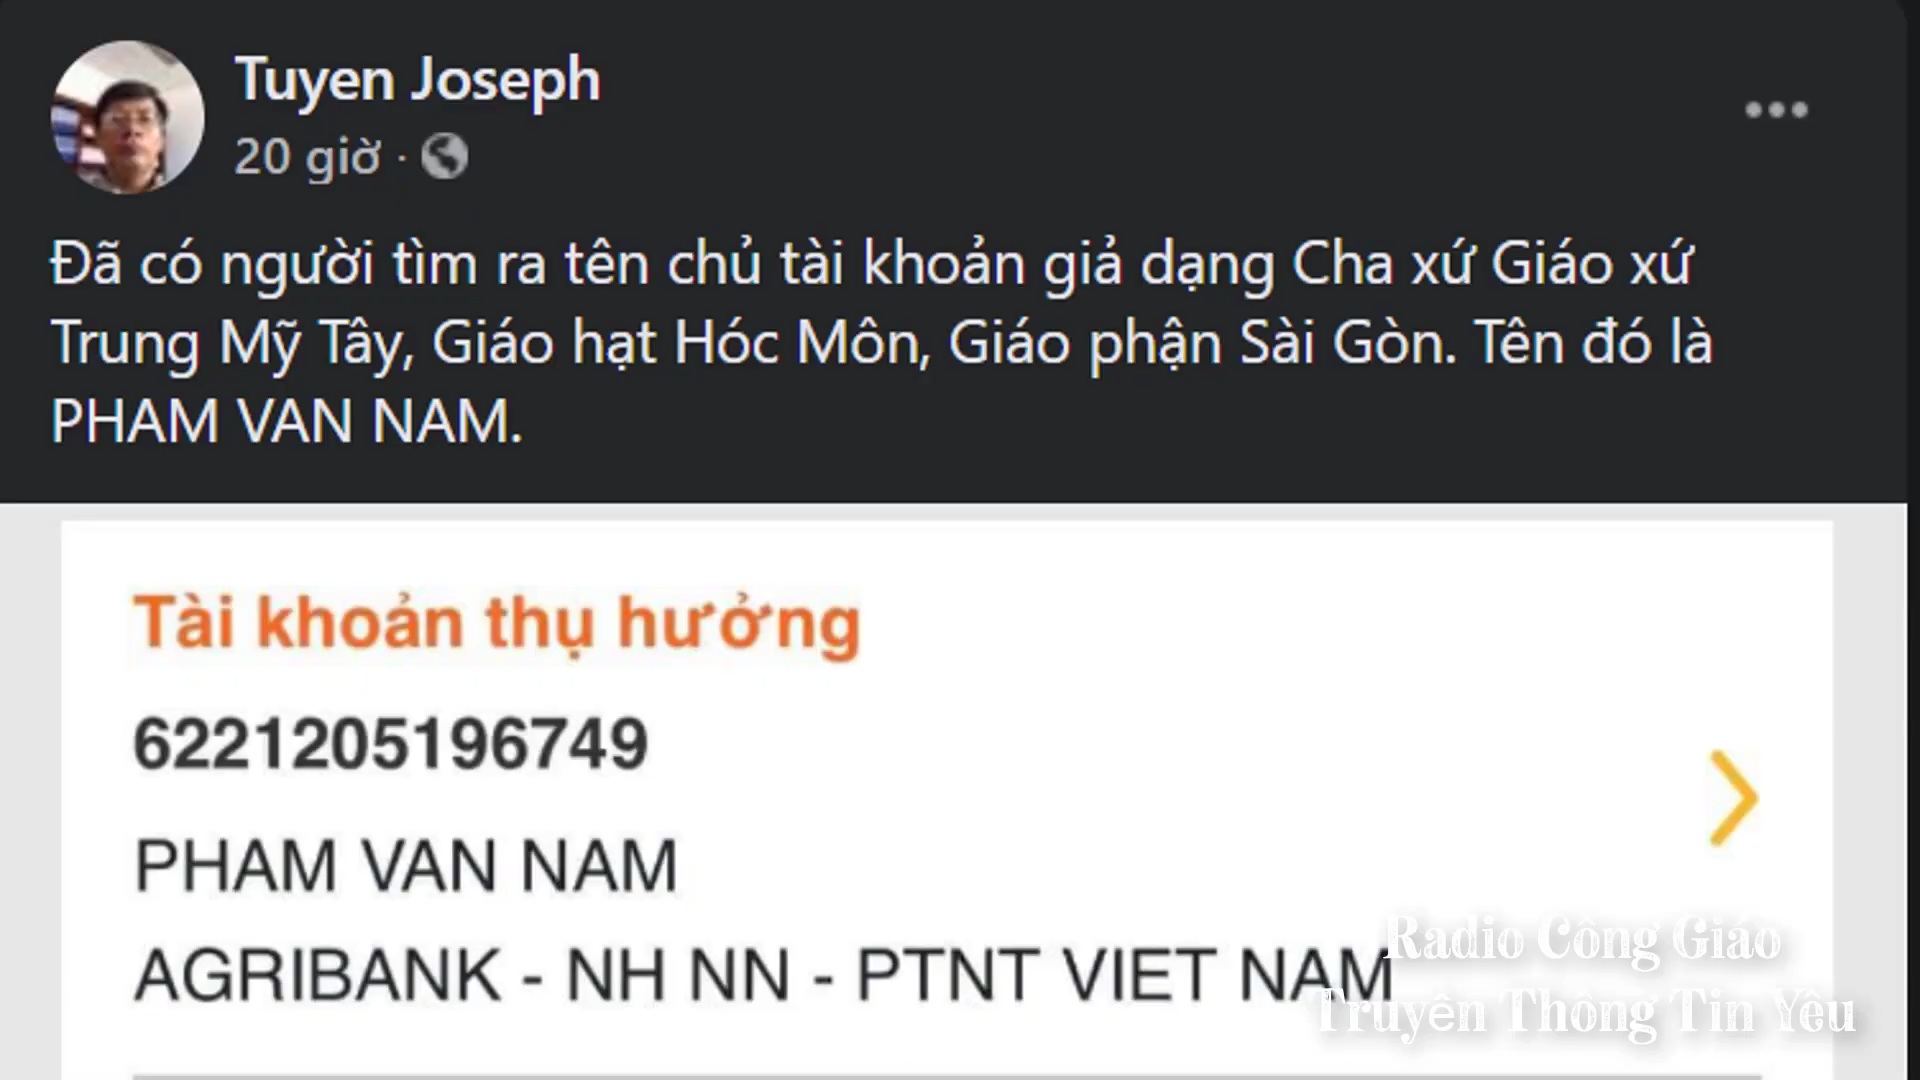 Tuyen Joseph
20 giờ ·
Đã có người tìm ra tên chủ tài khoản giả dạng Cha xứ Giáo xứ
Trung Mỹ Tây, Giáo hạt Hóc Môn, Giáo phận Sài Gòn. Tên đó là
PHAM VAN NAM.
Tài khoản thụ hưởng
6221205196749
PHAM VAN NAM
AGRIBANK - NH NN - PTNT VIET NAM
Radio Công Giáo
Truyền Thông Tin Yêu